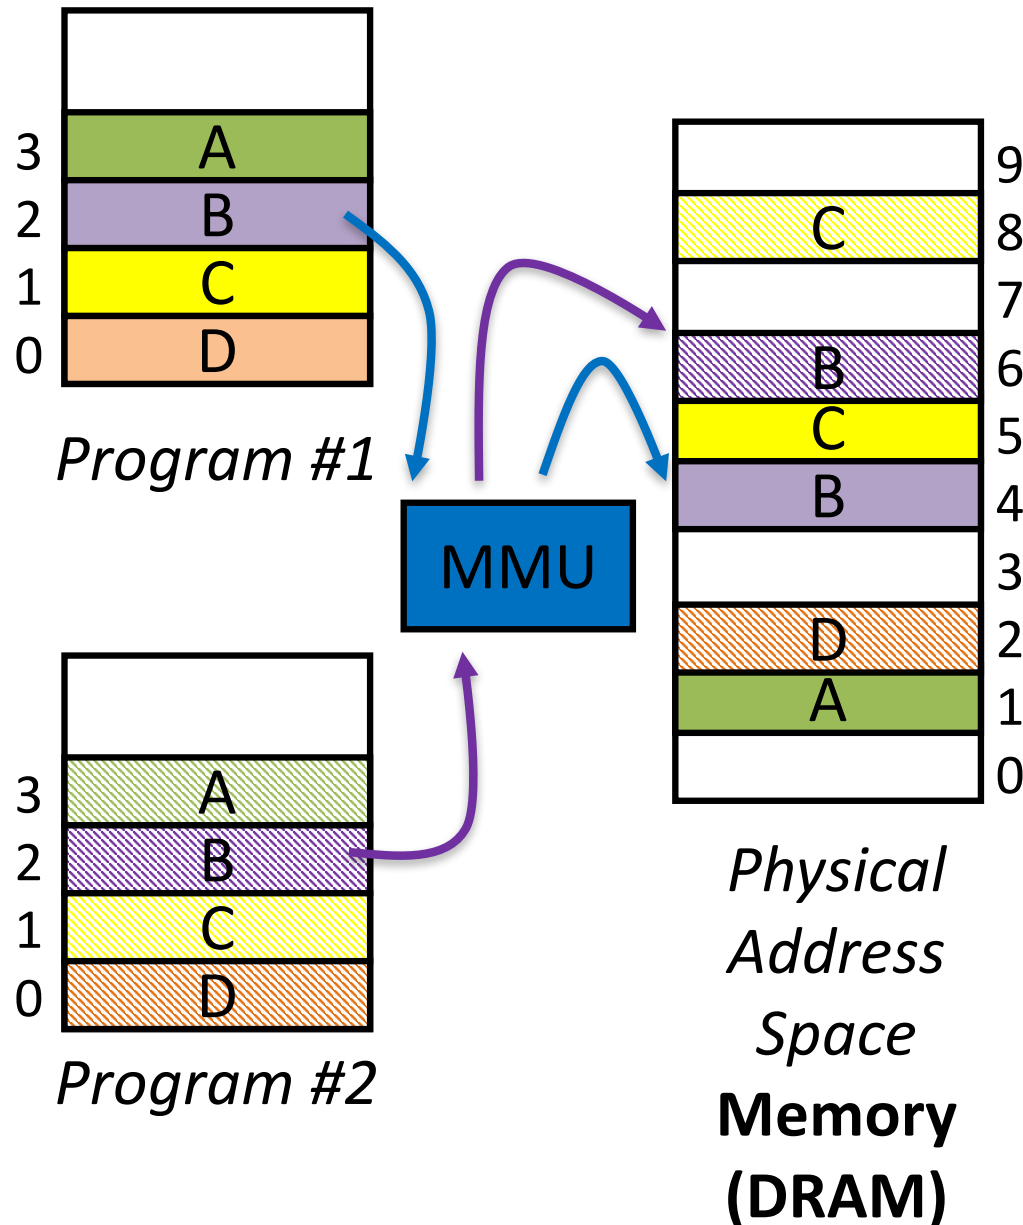 3 A
2 B
1 C
0 D
Program #1
MMU
3 A
2 B
1 C
0 D
Program #2
9
C 8
7
B 6
C 5
B 4
3
D 2
A 1
0
Physical
Address
Space
Memory
(DRAM)